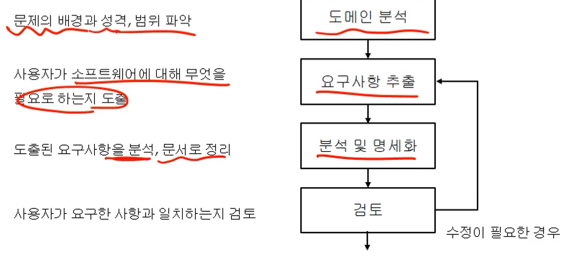 문제의 배경과 성격, 범위 파악
도메인 분석
사용자가 소프트웨어에 대해 무엇을
필요로 하는지 도출
요구사항 추출
도출된 요구사항을 분석, 문서로 정리
분석 및 명세화
사용자가 요구한 사항과 일치하는지 검토
검토
수정이 필요한 경우